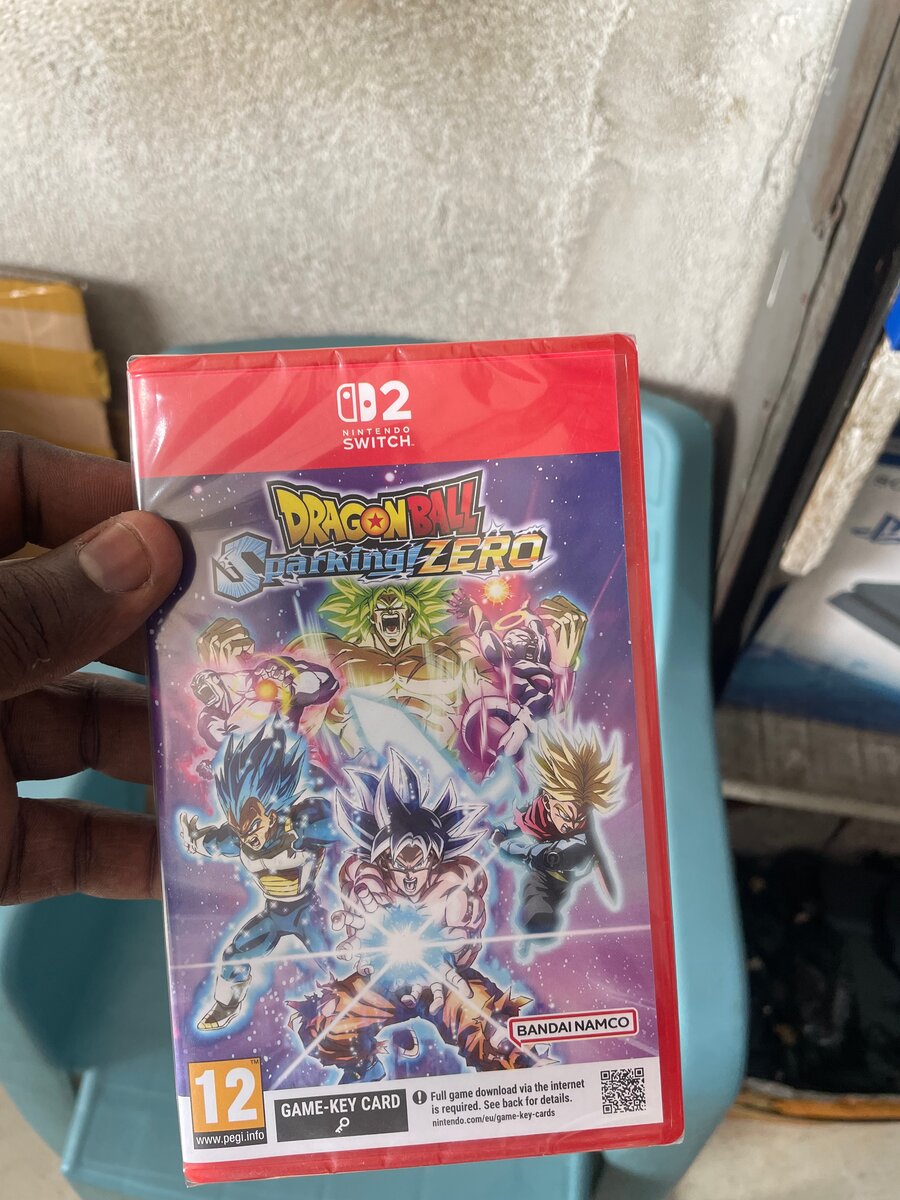 2
NINTENDO
SWITCH™
DRAGON BALL
Sparking! ZERO
BANDAI NAMCO
12
www.pegi.info
GAME-KEY CARD
Full game download via the internet
is required. See back for details.
nintendo.com/eu/game-key-cards